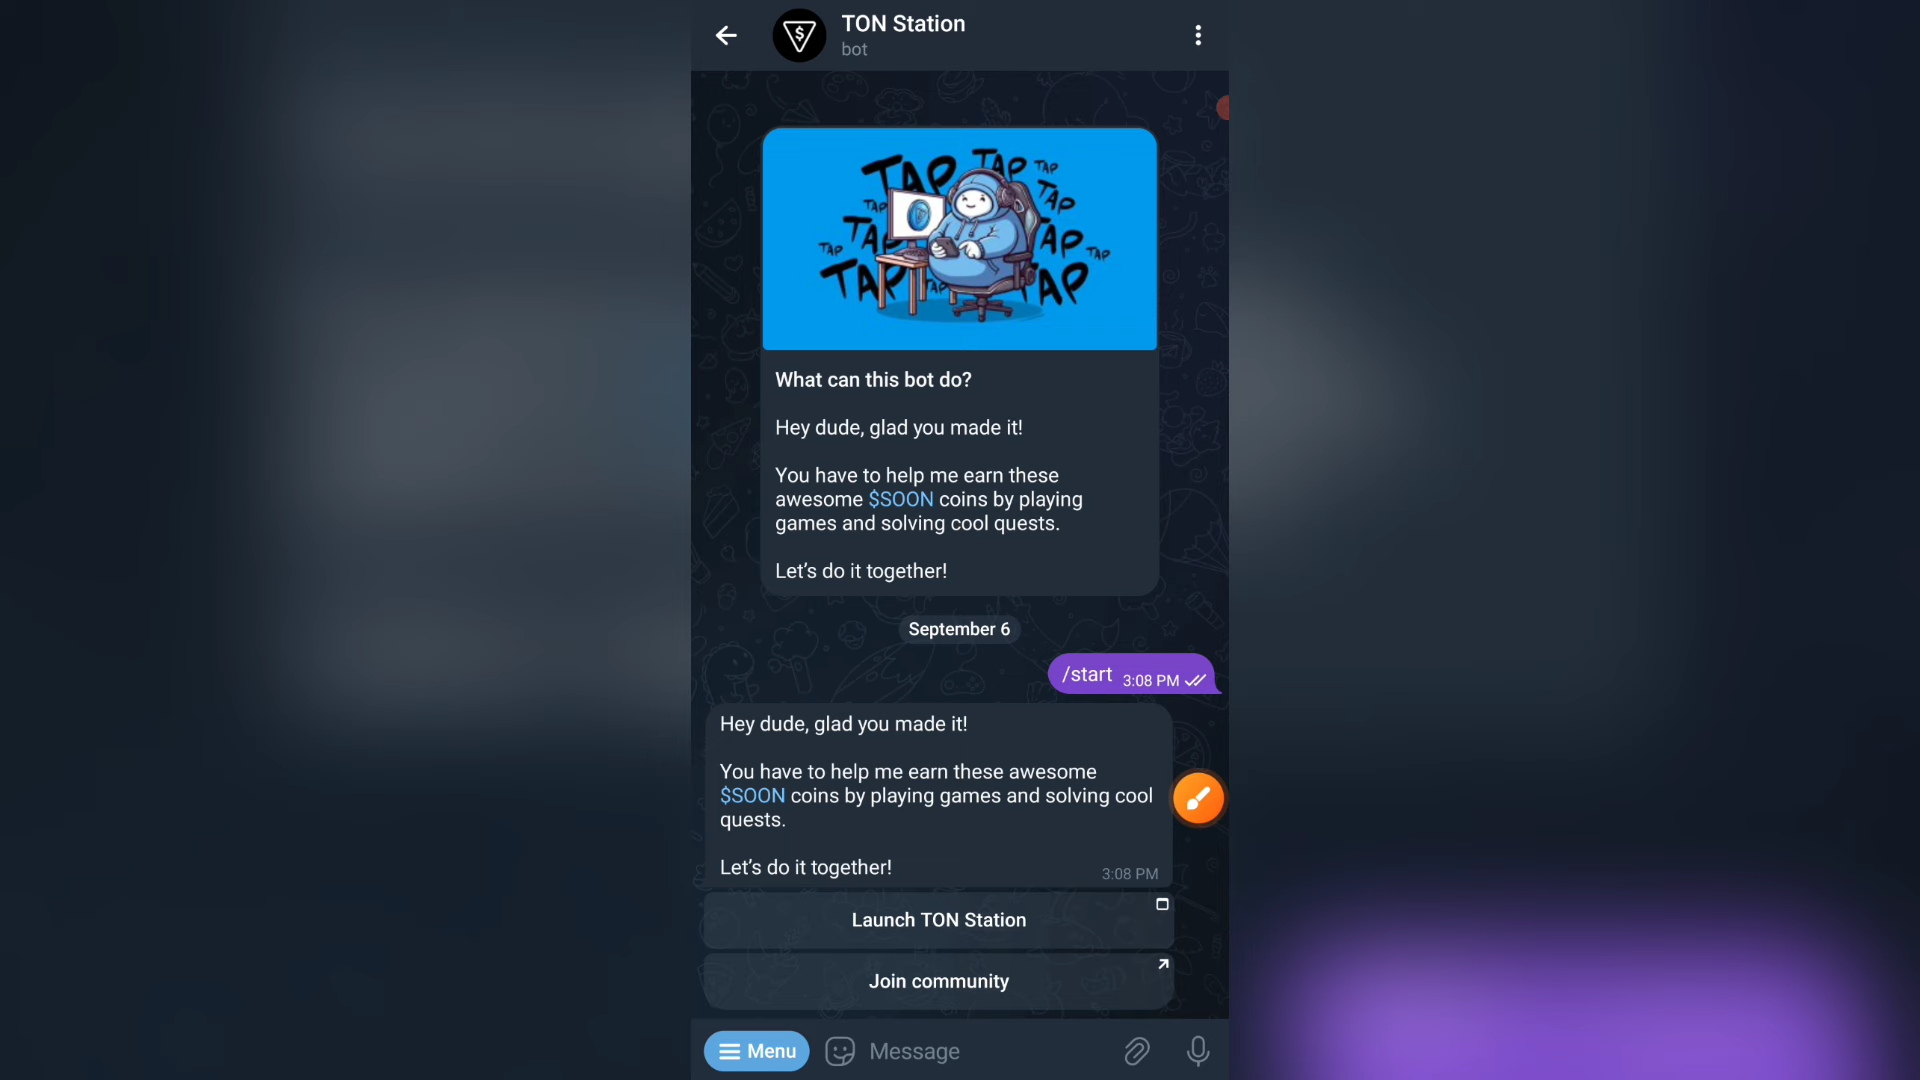 TON Station
bot
TAP TAP TAP
TAP TAP
TAP TAP
TAP TAP TAP
TAP TAP TAP
What can this bot do?
Hey dude, glad you made it!
You have to help me earn these
awesome $SOON coins by playing
games and solving cool quests.
Let's do it together!
September 6
/start 3:08 PM
Hey dude, glad you made it!
You have to help me earn these awesome
$SOON coins by playing games and solving cool
quests.
Let's do it together!
3:08 PM
Launch TON Station
Join community
Menu
Message